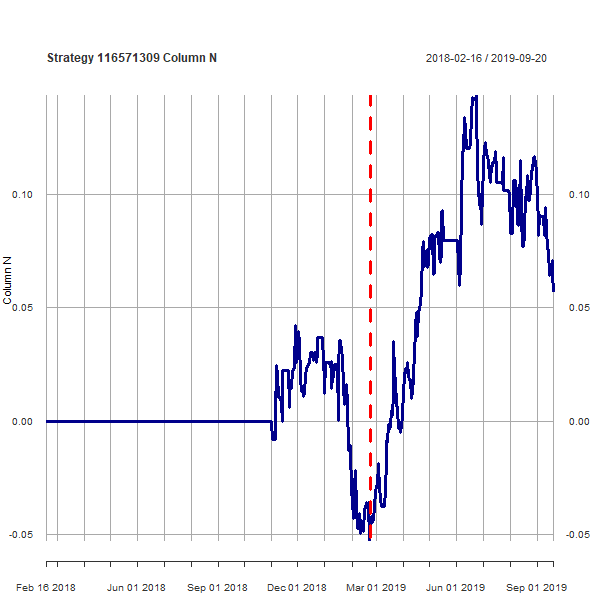 Strategy 116571309 Column N
2018-02-16 / 2019-09-20
Column N
0.10
0.05
0.00
-0.05
0.10
0.05
0.00
-0.05
Feb 16 2018
Jun 01 2018
Sep 01 2018
Dec 01 2018
Mar 01 2019
Jun 01 2019
Sep 01 2019